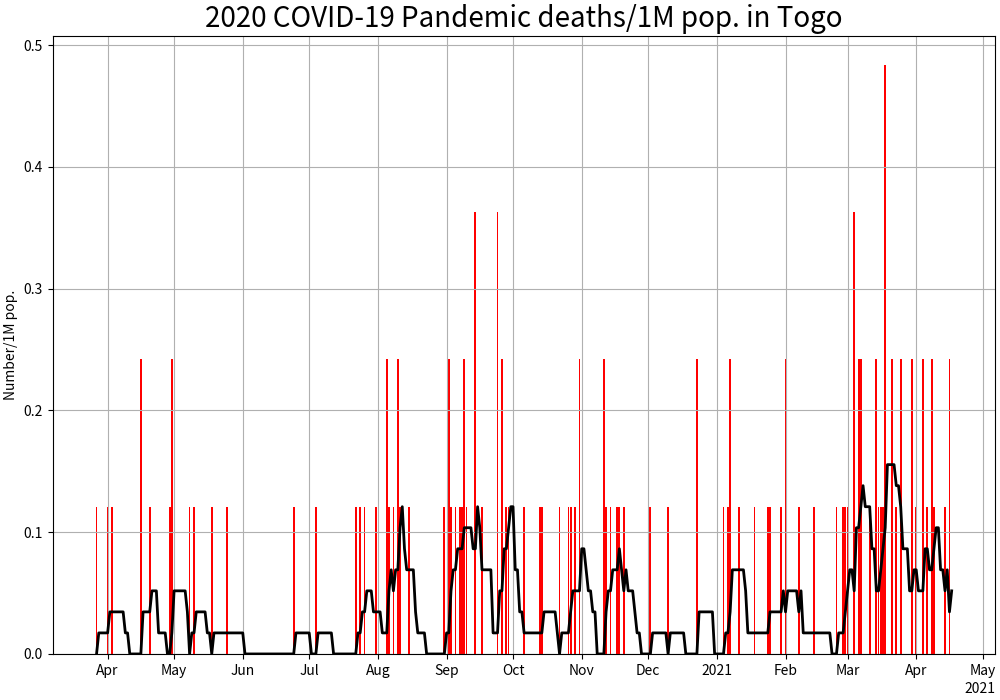 2020 COVID-19 Pandemic deaths/1M pop. in Togo
Number/1M pop.
0.5
0.4
0.3
0.2
0.1
0.0
Apr May Jun Jul Aug Sep Oct Nov Dec 2021 Feb Mar Apr May
2021